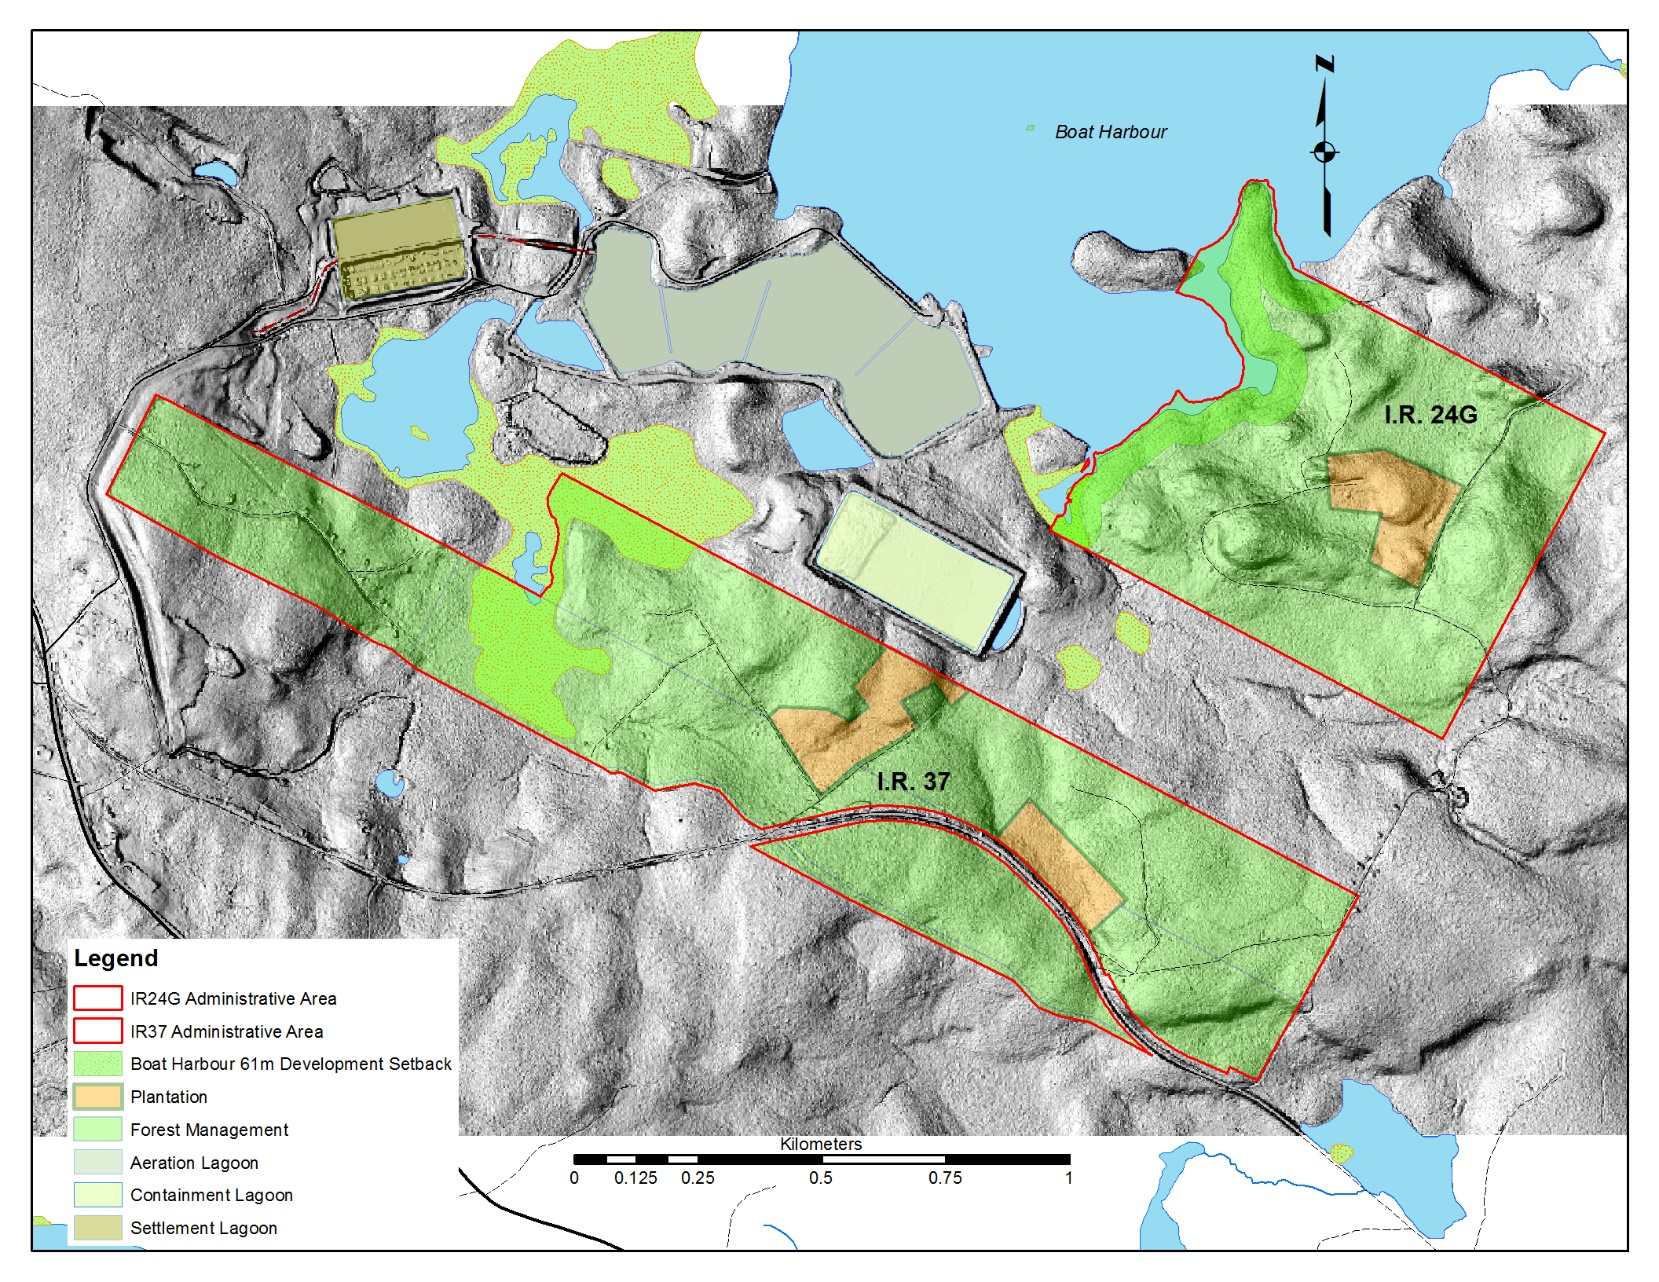 N
Boat Harbour
I.R. 24G
I.R. 37
Legend
IR24G Administrative Area
IR37 Administrative Area
Boat Harbour 61m Development Setback
Plantation
Forest Management
Aeration Lagoon
Containment Lagoon
Settlement Lagoon
Kilometers
0 0.125 0.25 0.5 0.75 1